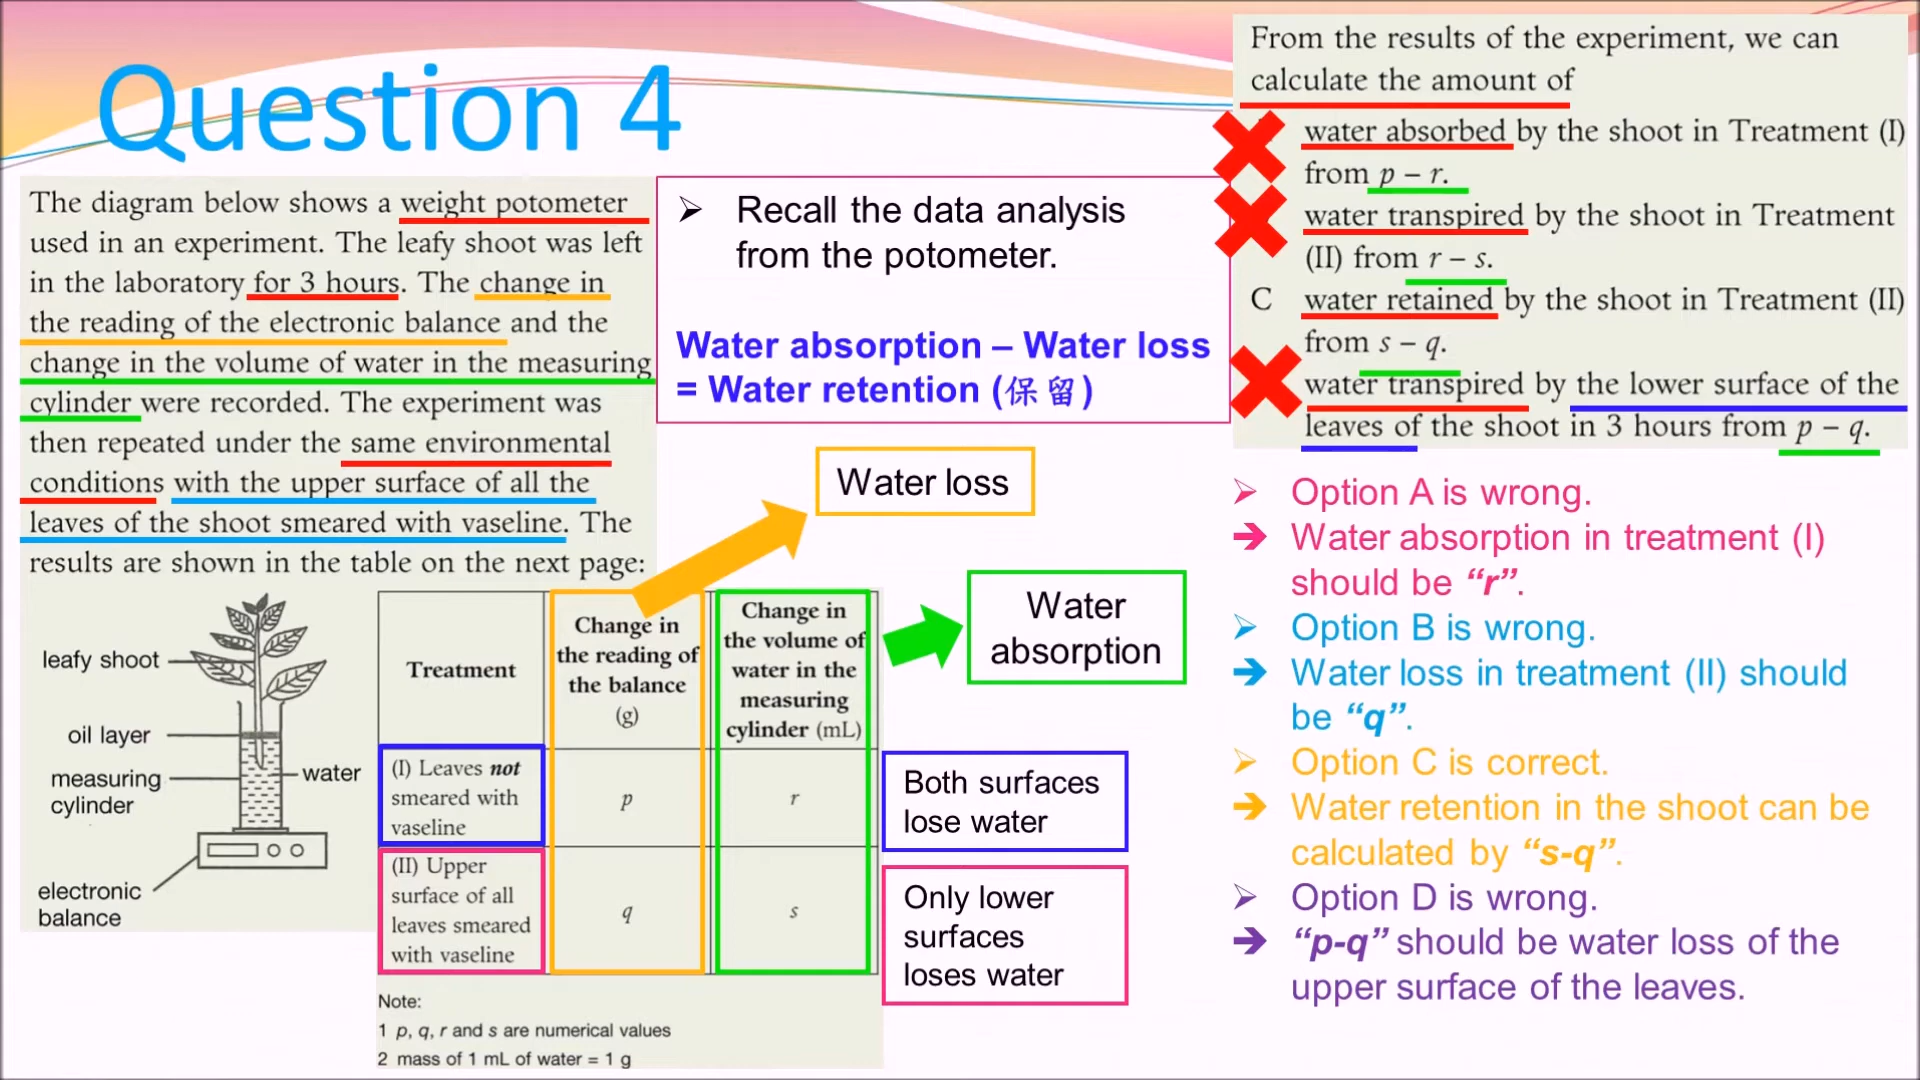 Question 4
The diagram below shows a weight potometer
used in an experiment. The leafy shoot was left
in the laboratory for 3 hours. The change in
the reading of the electronic balance and the
change in the volume of water in the measuring
cylinder were recorded. The experiment was
then repeated under the same environmental
conditions with the upper surface of all the
leaves of the shoot smeared with vaseline. The
results are shown in the table on the next page:
leafy shoot
oil layer
measuring
cylinder
water
electronic
balance
Treatment
Change in
the reading of
the balance
(g)
Change in
the volume of
water in the
measuring
cylinder (mL)
(I) Leaves not
smeared with
vaseline
p
r
(II) Upper
surface of all
leaves smeared
with vaseline
q
s
Note:
1 p, q, r and s are numerical values
2 mass of 1 mL of water = 1 g
➢ Recall the data analysis
from the potometer.
Water absorption – Water loss
= Water retention (保留)
Water loss
Water
absorption
Both surfaces
lose water
Only lower
surfaces
loses water
From the results of the experiment, we can
calculate the amount of
water absorbed by the shoot in Treatment (I)
from p – r.
water transpired by the shoot in Treatment
(II) from r – s.
C water retained by the shoot in Treatment (II)
from s – q.
water transpired by the lower surface of the
leaves of the shoot in 3 hours from p – q.
➢ Option A is wrong.
➔ Water absorption in treatment (I)
should be “r”.
➢ Option B is wrong.
➔ Water loss in treatment (II) should
be “q”.
➢ Option C is correct.
➔ Water retention in the shoot can be
calculated by “s-q”.
➢ Option D is wrong.
➔ “p-q” should be water loss of the
upper surface of the leaves.